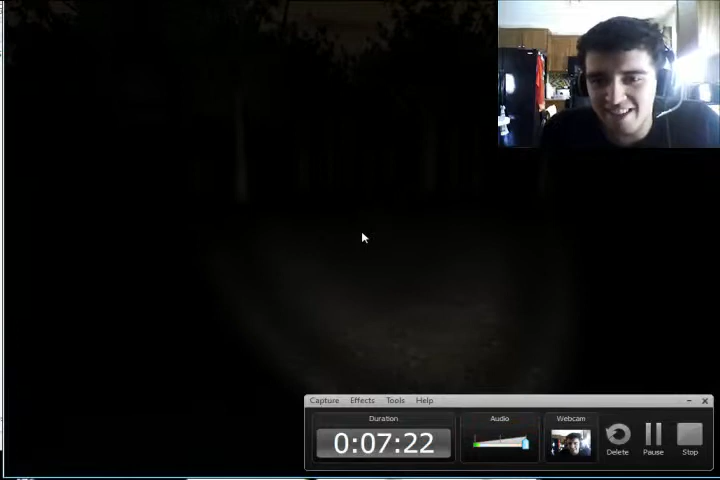 Capture Effects Tools Help
Duration Audio Webcam
0:07:22
Delete Pause Stop